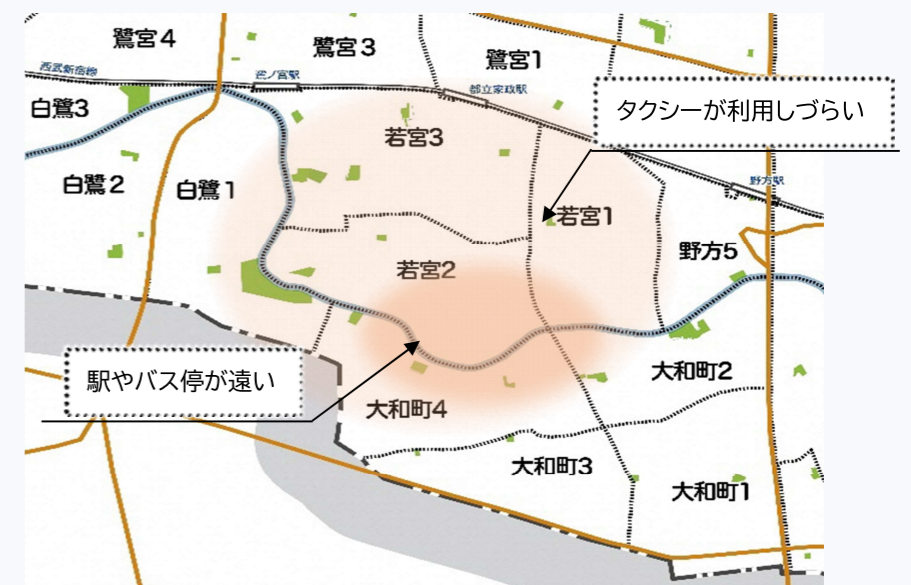 鷺宮4
鷺宮3
鷺宮1
西武新宿線
鷺ノ宮駅
都立家政駅
白鷺3
タクシーが利用しづらい
若宮3
白鷺2
白鷺1
野方駅
若宮1
野方5
若宮2
駅やバス停が遠い
大和町2
大和町4
大和町3
大和町1